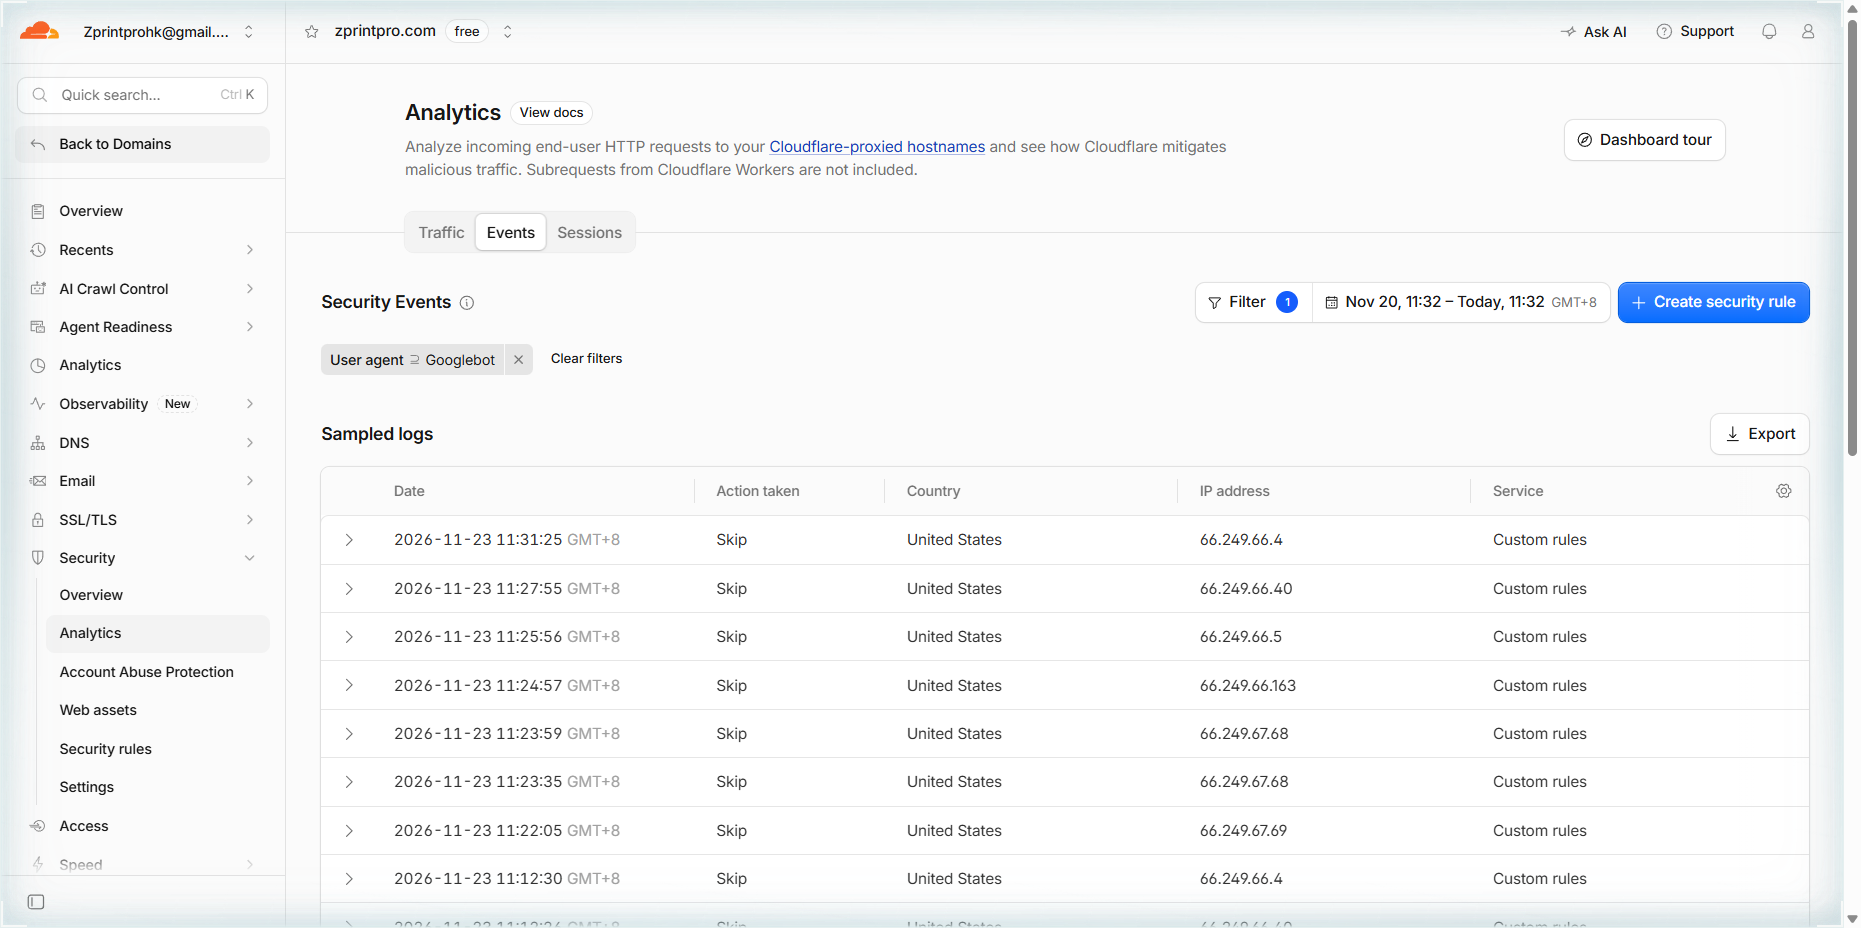 Zprintprohk@gmail....
zprintpro.com free
Ask AI
Support
Quick search... Ctrl K
Back to Domains
Overview
Recents
AI Crawl Control
Agent Readiness
Analytics
Observability New
DNS
Email
SSL/TLS
Security
Overview
Analytics
Account Abuse Protection
Web assets
Security rules
Settings
Access
Speed
Analytics View docs
Analyze incoming end-user HTTP requests to your Cloudflare-proxied hostnames and see how Cloudflare mitigates
malicious traffic. Subrequests from Cloudflare Workers are not included.
Dashboard tour
Traffic Events Sessions
Security Events
Filter 1
Nov 20, 11:32 – Today, 11:32 GMT+8
+ Create security rule
User agent ⊇ Googlebot ×
Clear filters
Sampled logs
Export
Date Action taken Country IP address Service
2026-11-23 11:31:25 GMT+8 Skip United States 66.249.66.4 Custom rules
2026-11-23 11:27:55 GMT+8 Skip United States 66.249.66.40 Custom rules
2026-11-23 11:25:56 GMT+8 Skip United States 66.249.66.5 Custom rules
2026-11-23 11:24:57 GMT+8 Skip United States 66.249.66.163 Custom rules
2026-11-23 11:23:59 GMT+8 Skip United States 66.249.67.68 Custom rules
2026-11-23 11:23:35 GMT+8 Skip United States 66.249.67.68 Custom rules
2026-11-23 11:22:05 GMT+8 Skip United States 66.249.67.69 Custom rules
2026-11-23 11:12:30 GMT+8 Skip United States 66.249.66.4 Custom rules